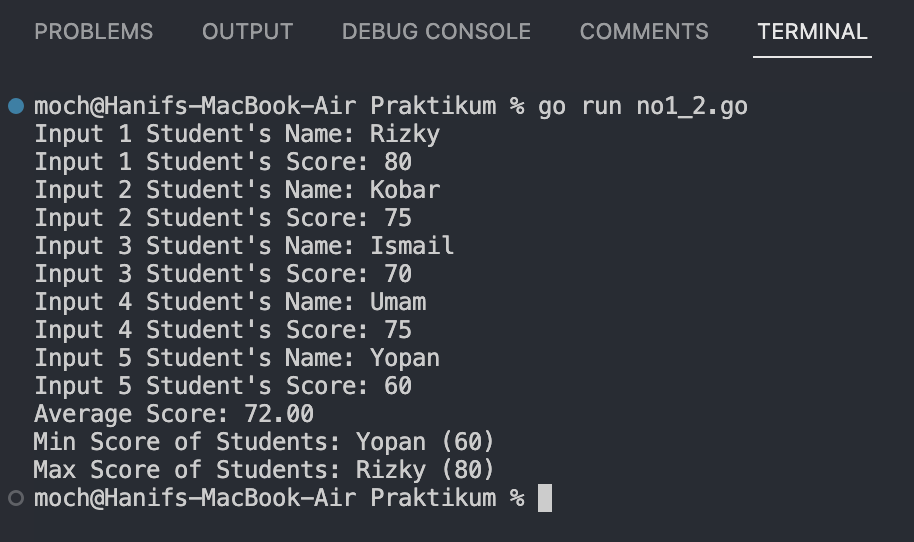 PROBLEMS OUTPUT DEBUG CONSOLE COMMENTS TERMINAL
moch@Hanifs-MacBook-Air Praktikum % go run no1_2.go
Input 1 Student's Name: Rizky
Input 1 Student's Score: 80
Input 2 Student's Name: Kobar
Input 2 Student's Score: 75
Input 3 Student's Name: Ismail
Input 3 Student's Score: 70
Input 4 Student's Name: Umam
Input 4 Student's Score: 75
Input 5 Student's Name: Yopan
Input 5 Student's Score: 60
Average Score: 72.00
Min Score of Students: Yopan (60)
Max Score of Students: Rizky (80)
moch@Hanifs-MacBook-Air Praktikum %